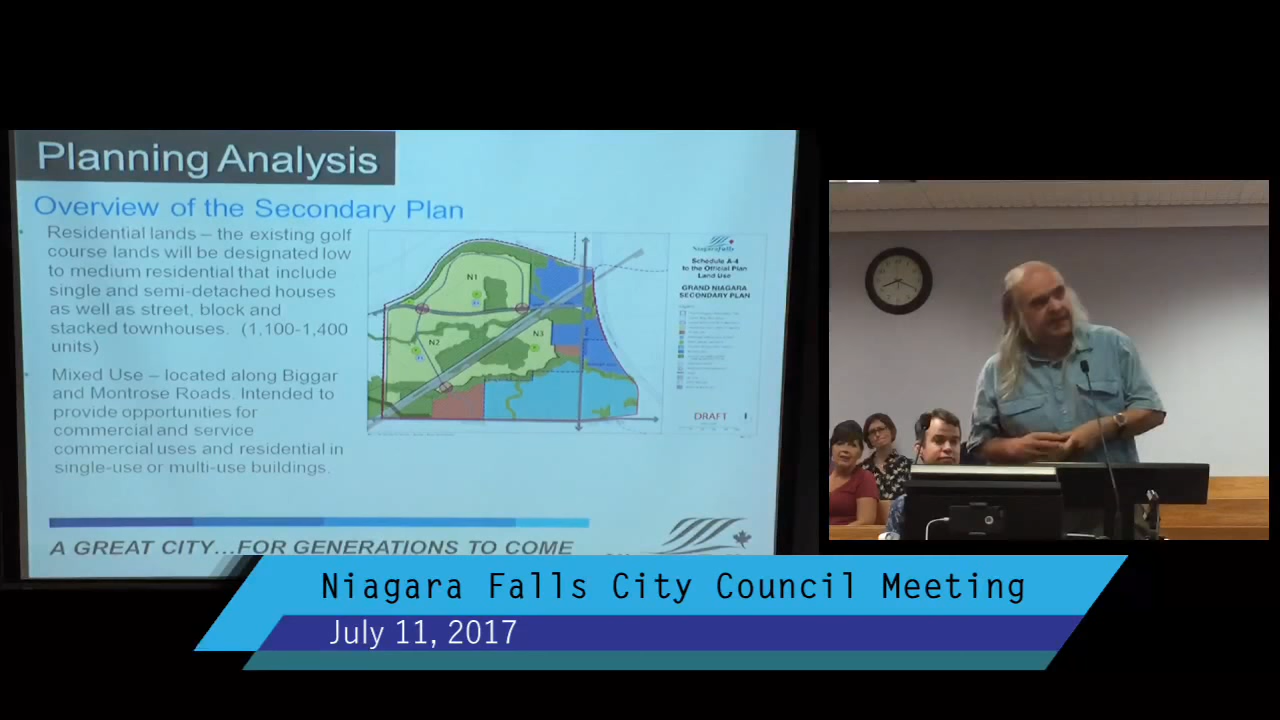 Planning Analysis
Overview of the Secondary Plan
Residential lands – the existing golf
course lands will be designated low
to medium residential that include
single and semi-detached houses
as well as street, block and
stacked townhouses. (1,100-1,400
units)
Mixed Use – located along Biggar
and Montrose Roads. Intended to
provide opportunities for
commercial and service
commercial uses and residential in
single-use or multi-use buildings.
N1
N2
N3
NiagaraFalls
Schedule A-4
to the Official Plan
Land Use
GRAND NIAGARA
SECONDARY PLAN
DRAFT
A GREAT CITY...FOR GENERATIONS TO COME
Niagara Falls City Council Meeting
July 11, 2017